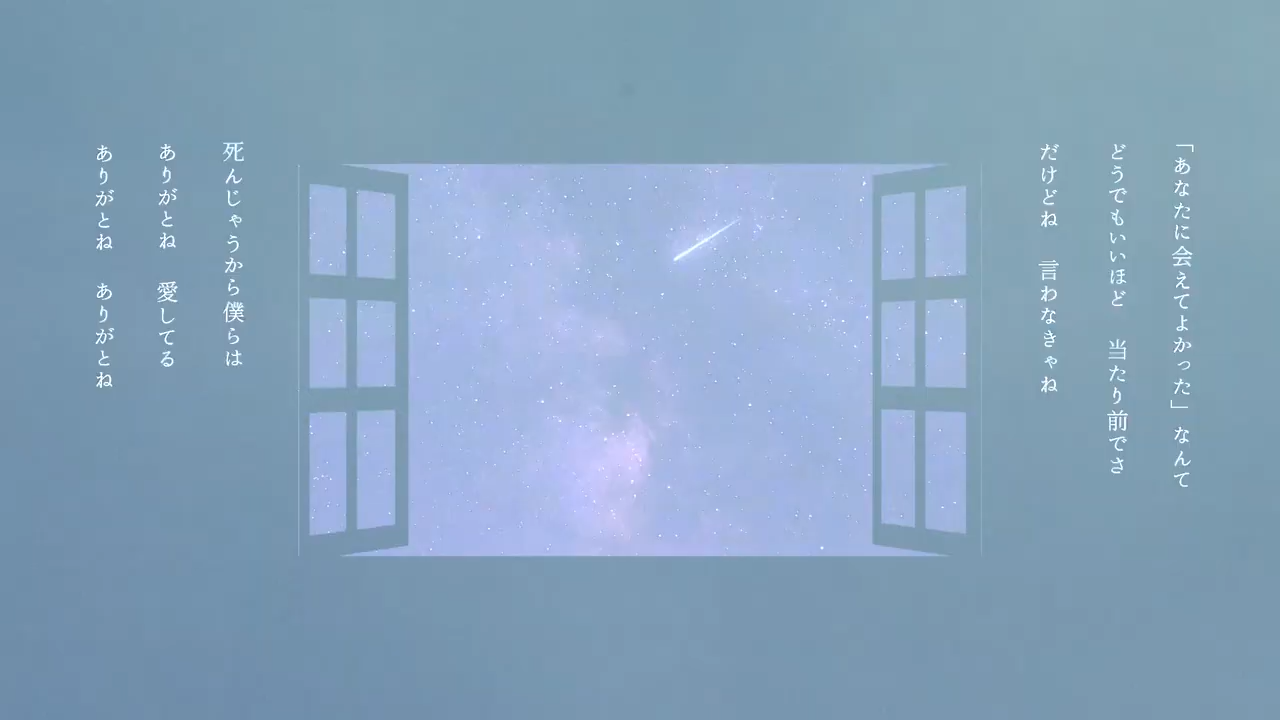 「あなたに会えてよかった」なんて
どうでもいいほど　当たり前でさ
だけどね　言わなきゃね
死んじゃうから僕らは
ありがとね　愛してる
ありがとね　ありがとね